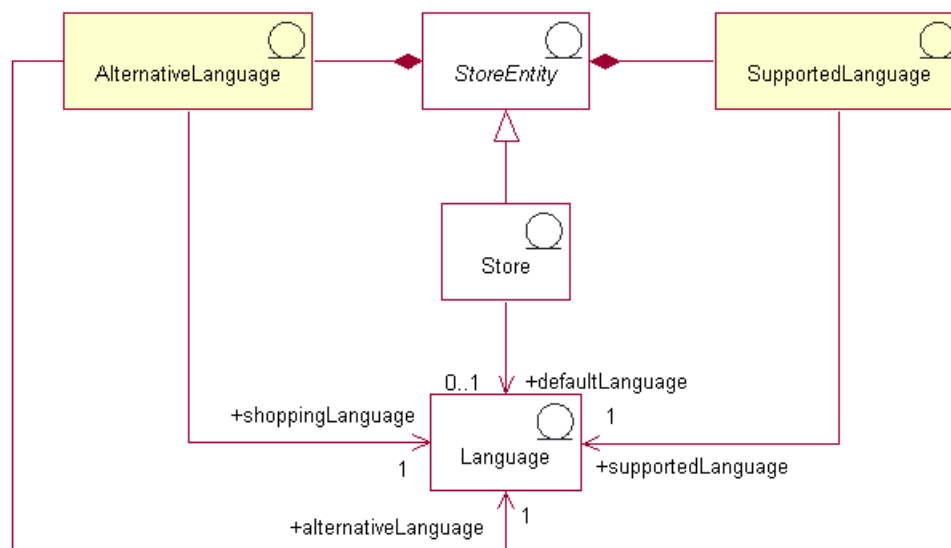 AlternativeLanguage
StoreEntity
SupportedLanguage
Store
0..1
+defaultLanguage
+shoppingLanguage
1
1
Language
+supportedLanguage
+alternativeLanguage
1